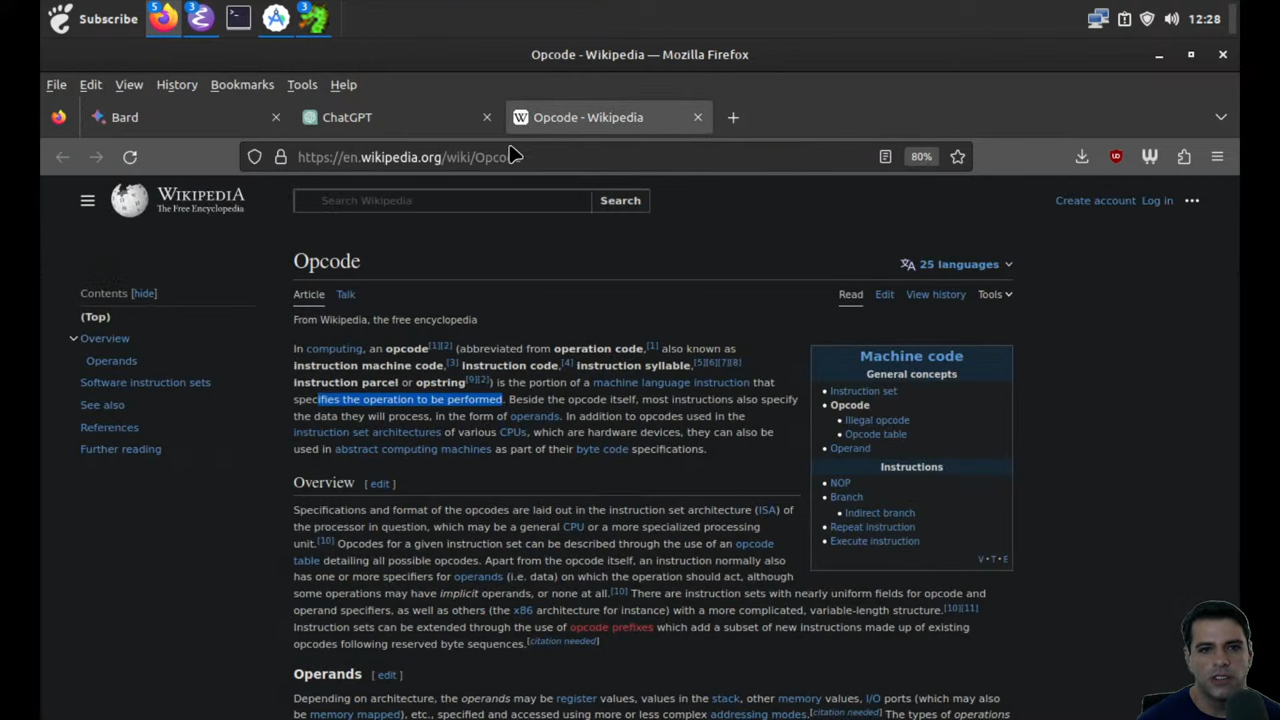 Subscribe
5
3
3
12:28
Opcode - Wikipedia — Mozilla Firefox
File Edit View History Bookmarks Tools Help
Bard
ChatGPT
W Opcode - Wikipedia
https://en.wikipedia.org/wiki/Opco
80%
WIKIPEDIA
The Free Encyclopedia
Search Wikipedia
Search
Create account Log in
Opcode
25 languages
Contents [hide]
(Top)
Overview
Operands
Software instruction sets
See also
References
Further reading
Article Talk
Read Edit View history Tools
From Wikipedia, the free encyclopedia
In computing, an opcode[1][2] (abbreviated from operation code,[1] also known as
instruction machine code,[3] instruction code,[4] instruction syllable,[5][6][7][8]
instruction parcel or opstring[9][2]) is the portion of a machine language instruction that
specifies the operation to be performed. Beside the opcode itself, most instructions also specify
the data they will process, in the form of operands. In addition to opcodes used in the
instruction set architectures of various CPUs, which are hardware devices, they can also be
used in abstract computing machines as part of their byte code specifications.
Machine code
General concepts
Instruction set
Opcode
Illegal opcode
Opcode table
Operand
Instructions
NOP
Branch
Indirect branch
Repeat instruction
Execute instruction
V • T • E
Overview [ edit ]
Specifications and format of the opcodes are laid out in the instruction set architecture (ISA) of
the processor in question, which may be a general CPU or a more specialized processing
unit.[10] Opcodes for a given instruction set can be described through the use of an opcode
table detailing all possible opcodes. Apart from the opcode itself, an instruction normally also
has one or more specifiers for operands (i.e. data) on which the operation should act, although
some operations may have implicit operands, or none at all.[10] There are instruction sets with nearly uniform fields for opcode and
operand specifiers, as well as others (the x86 architecture for instance) with a more complicated, variable-length structure.[10][11]
Instruction sets can be extended through the use of opcode prefixes which add a subset of new instructions made up of existing
opcodes following reserved byte sequences.[citation needed]
Operands [ edit ]
Depending on architecture, the operands may be register values, values in the stack, other memory values, I/O ports (which may also
be memory mapped), etc., specified and accessed using more or less complex addressing modes.[citation needed] The types of operations